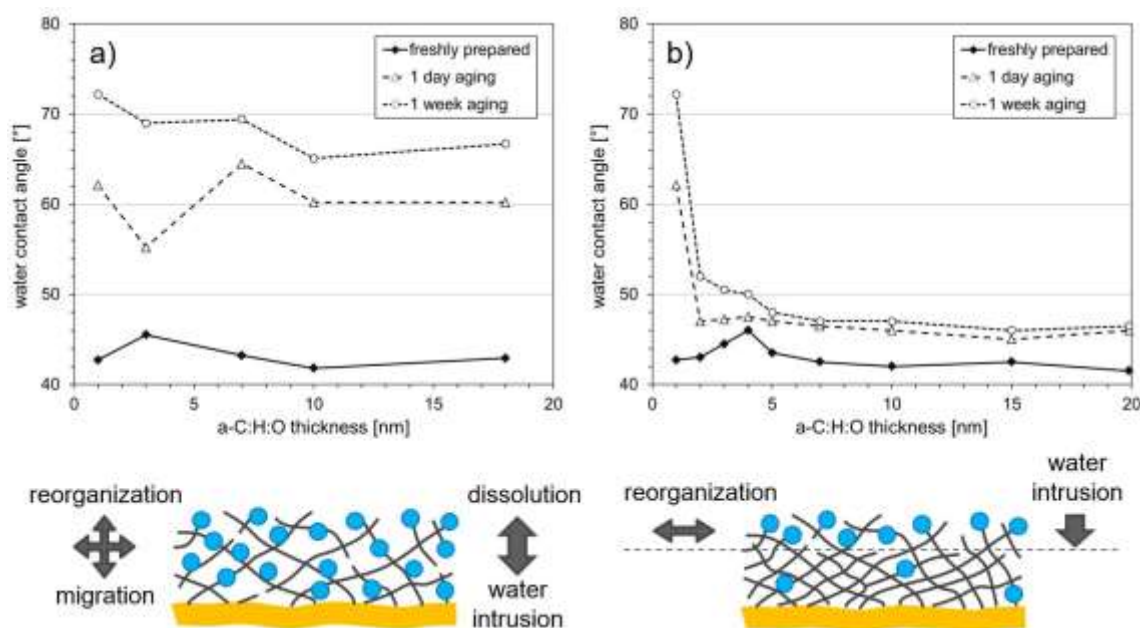 a)
freshly prepared
1 day aging
1 week aging
80
70
60
50
40
water contact angle [°]
0 5 10 15 20
a-C:H:O thickness [nm]
b)
freshly prepared
1 day aging
1 week aging
80
70
60
50
40
water contact angle [°]
0 5 10 15 20
a-C:H:O thickness [nm]
reorganization
migration
dissolution
water
intrusion
reorganization
water
intrusion